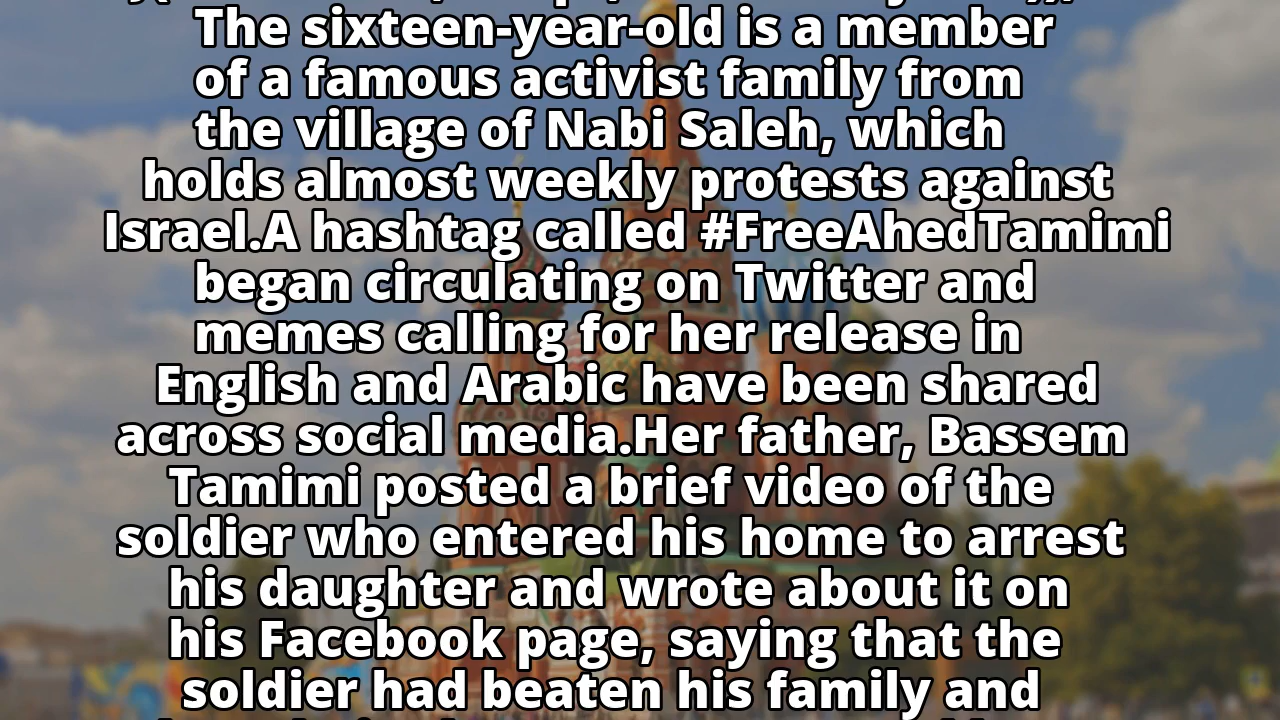 The sixteen-year-old is a member
of a famous activist family from
the village of Nabi Saleh, which
holds almost weekly protests against
Israel.A hashtag called #FreeAhedTamimi
began circulating on Twitter and
memes calling for her release in
English and Arabic have been shared
across social media.Her father, Bassem
Tamimi posted a brief video of the
soldier who entered his home to arrest
his daughter and wrote about it on
his Facebook page, saying that the
soldier had beaten his family and